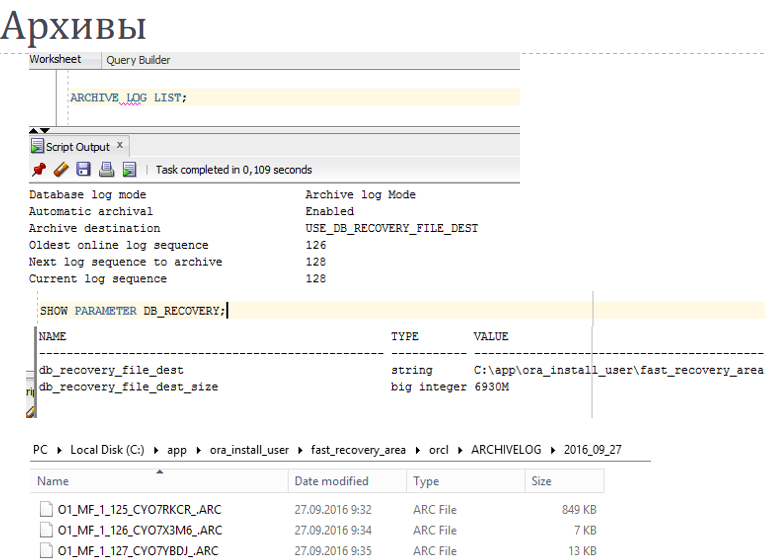 Архивы
Worksheet Query Builder
ARCHIVE LOG LIST;
Script Output x
Task completed in 0,109 seconds
Database log mode Archive log Mode
Automatic archival Enabled
Archive destination USE_DB_RECOVERY_FILE_DEST
Oldest online log sequence 126
Next log sequence to archive 128
Current log sequence 128
SHOW PARAMETER DB_RECOVERY;
NAME TYPE VALUE
db_recovery_file_dest string C:\app\ora_install_user\fast_recovery_area
db_recovery_file_dest_size big integer 6930M
PC Local Disk (C:) app ora_install_user fast_recovery_area orcl ARCHIVELOG 2016_09_27
Name Date modified Type Size
O1_MF_1_125_CYO7RKCR_.ARC 27.09.2016 9:32 ARC File 849 KB
O1_MF_1_126_CYO7X3M6_.ARC 27.09.2016 9:34 ARC File 7 KB
O1_MF_1_127_CYO7YBDJ_.ARC 27.09.2016 9:35 ARC File 13 KB